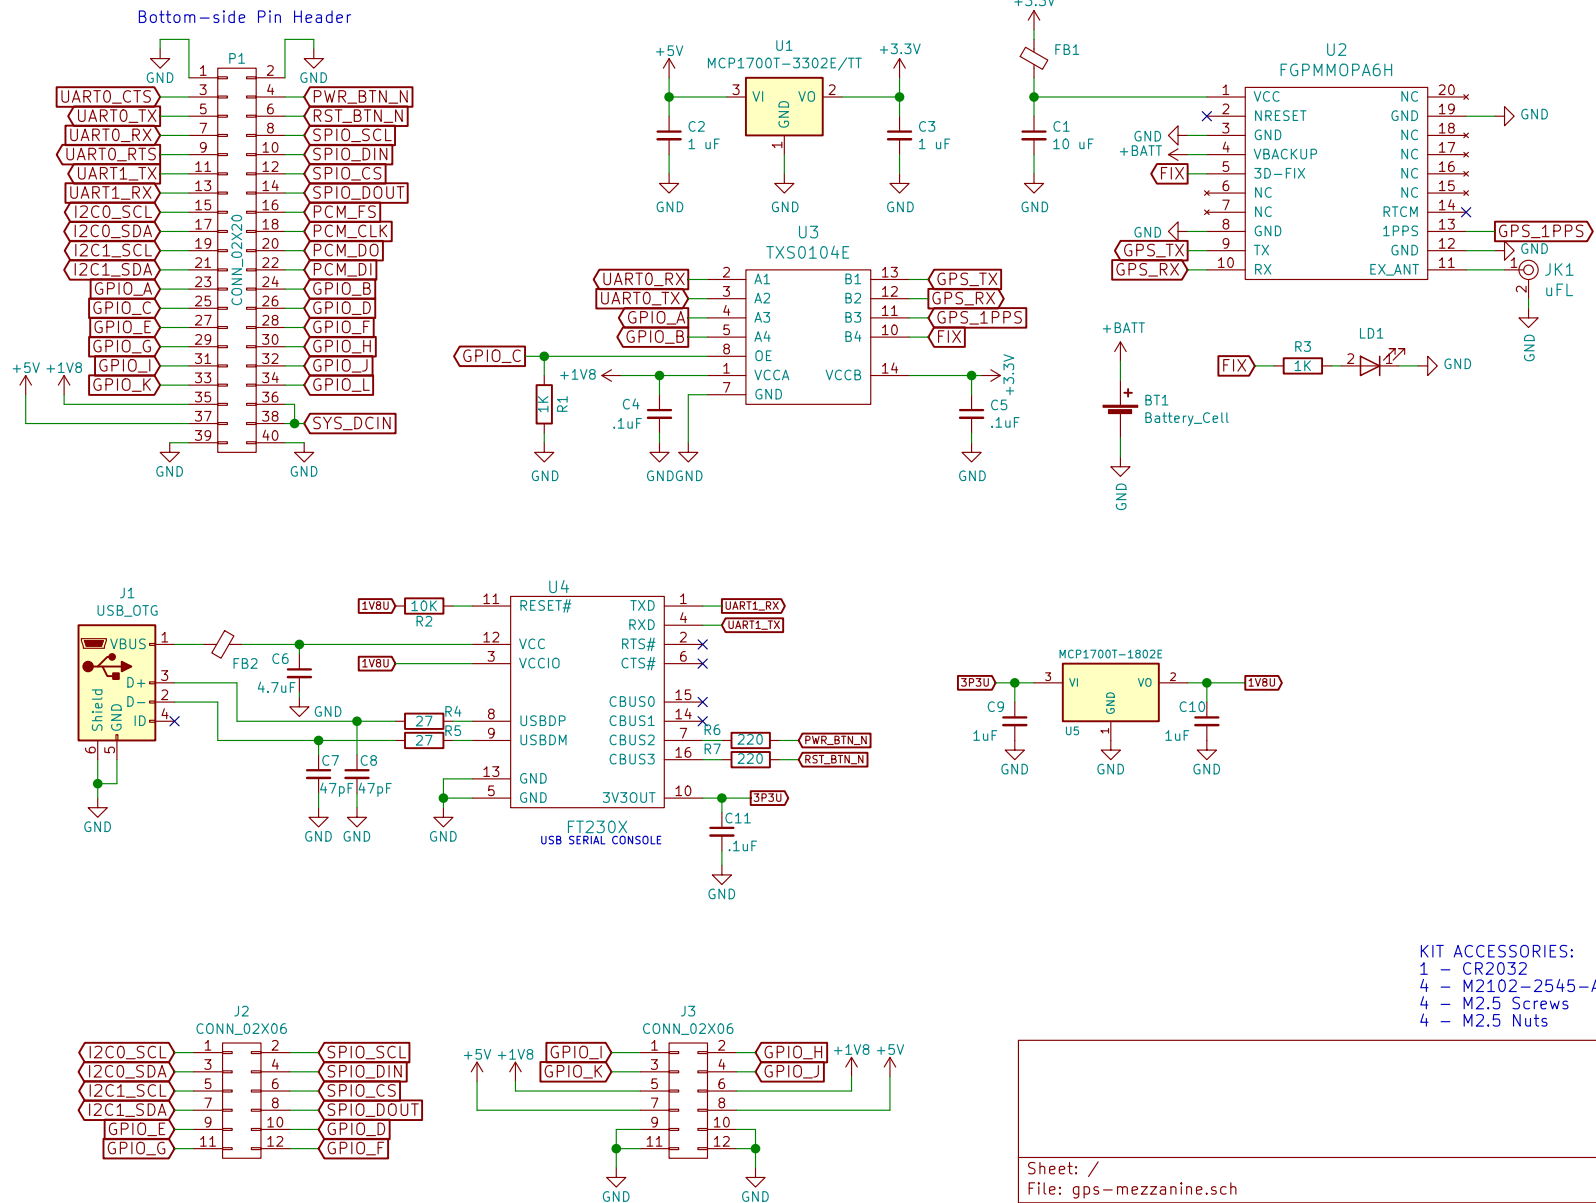 Bottom-side Pin Header
P1
GND
GND
1 2
UART0_CTS 3 4 PWR_BTN_N
UART0_TX 5 6 RST_BTN_N
UART0_RX 7 8 SPI0_SCL
UART0_RTS 9 10 SPI0_DIN
UART1_TX 11 12 SPI0_CS
UART1_RX 13 14 SPI0_DOUT
I2C0_SCL 15 16 PCM_FS
I2C0_SDA 17 18 PCM_CLK
I2C1_SCL 19 20 PCM_DO
I2C1_SDA 21 22 PCM_DI
GPIO_A 23 24 GPIO_B
GPIO_C 25 26 GPIO_D
GPIO_E 27 28 GPIO_F
GPIO_G 29 30 GPIO_H
GPIO_I 31 32 GPIO_J
GPIO_K 33 34 GPIO_L
35 36
37 38 SYS_DCIN
39 40
CONN_02X20
+5V +1V8
GND
GND
U1
MCP1700T-3302E/TT
+5V
+3.3V
3 VI VO 2
GND
1
C2
1 uF
C3
1 uF
GND
GND
GND
+3.3V
FB1
C1
10 uF
GND
U2
FGPMMOPA6H
1 VCC NC 20
2 NRESET GND 19 GND
GND 3 GND NC 18
+BATT 4 VBACKUP NC 17
FIX 5 3D-FIX NC 16
6 NC NC 15
7 NC RTCM 14
GND 8 GND 1PPS 13 GPS_1PPS
GPS_TX 9 TX GND 12 GND
GPS_RX 10 RX EX_ANT 11
1 JK1
uFL
2
GND
U3
TXS0104E
UART0_RX 2 A1 B1 13 GPS_TX
UART0_TX 3 A2 B2 12 GPS_RX
GPIO_A 4 A3 B3 11 GPS_1PPS
GPIO_B 5 A4 B4 10 FIX
GPIO_C 8 OE
+1V8 1 VCCA VCCB 14 +3.3V
7 GND
1K R1
C4
.1uF
C5
.1uF
GND
GND
GND
GND
+BATT
+
BT1
Battery_Cell
GND
FIX
R3
1K
2 LD1 1
GND
J1
USB_OTG
VBUS 1
D+ 3
D- 2
ID 4
Shield
GND
6 5
GND
FB2
C6
4.7uF
GND
C7
47pF
C8
47pF
GND
GND
R4
27
R5
27
U4
1V8U 10K 11 RESET# TXD 1 UART1_RX
R2
RXD 4 UART1_TX
12 VCC RTS# 2
1V8U 3 VCCIO CTS# 6
CBUS0 15
CBUS1 14
8 USBDP
9 USBDM
CBUS2 7 R6 220 PWR_BTN_N
CBUS3 16 R7 220 RST_BTN_N
13 GND
5 GND 3V3OUT 10 3P3U
GND
FT230X
USB SERIAL CONSOLE
C11
.1uF
GND
MCP1700T-1802E
3P3U 3 VI VO 2 1V8U
GND
U5 1
C9
1uF
C10
1uF
GND
GND
GND
KIT ACCESSORIES:
1 - CR2032
4 - M2102-2545-A
4 - M2.5 Screws
4 - M2.5 Nuts
J2
CONN_02X06
I2C0_SCL 1 2 SPI0_SCL
I2C0_SDA 3 4 SPI0_DIN
I2C1_SCL 5 6 SPI0_CS
I2C1_SDA 7 8 SPI0_DOUT
GPIO_E 9 10 GPIO_D
GPIO_G 11 12 GPIO_F
J3
CONN_02X06
+5V +1V8
+1V8 +5V
GPIO_I 1 2 GPIO_H
GPIO_K 3 4 GPIO_J
5 6
7 8
9 10
11 12
GND
GND
Sheet: /
File: gps-mezzanine.sch